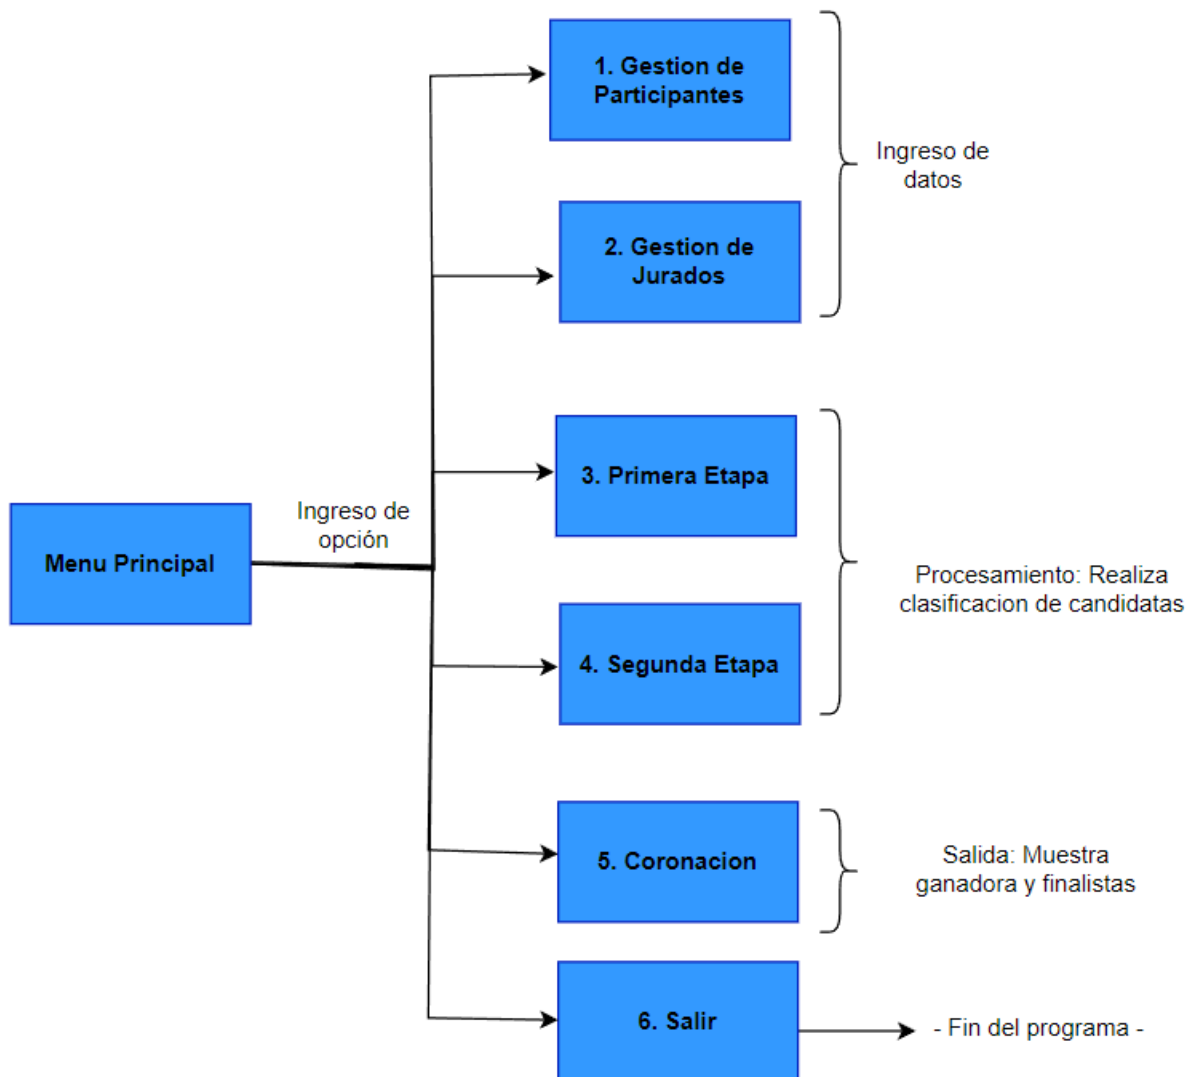 1. Gestion de
Participantes
Ingreso de
datos
2. Gestion de
Jurados
3. Primera Etapa
Ingreso de
opción
Menu Principal
Procesamiento: Realiza
clasificacion de candidatas
4. Segunda Etapa
5. Coronacion
Salida: Muestra
ganadora y finalistas
6. Salir
- Fin del programa -